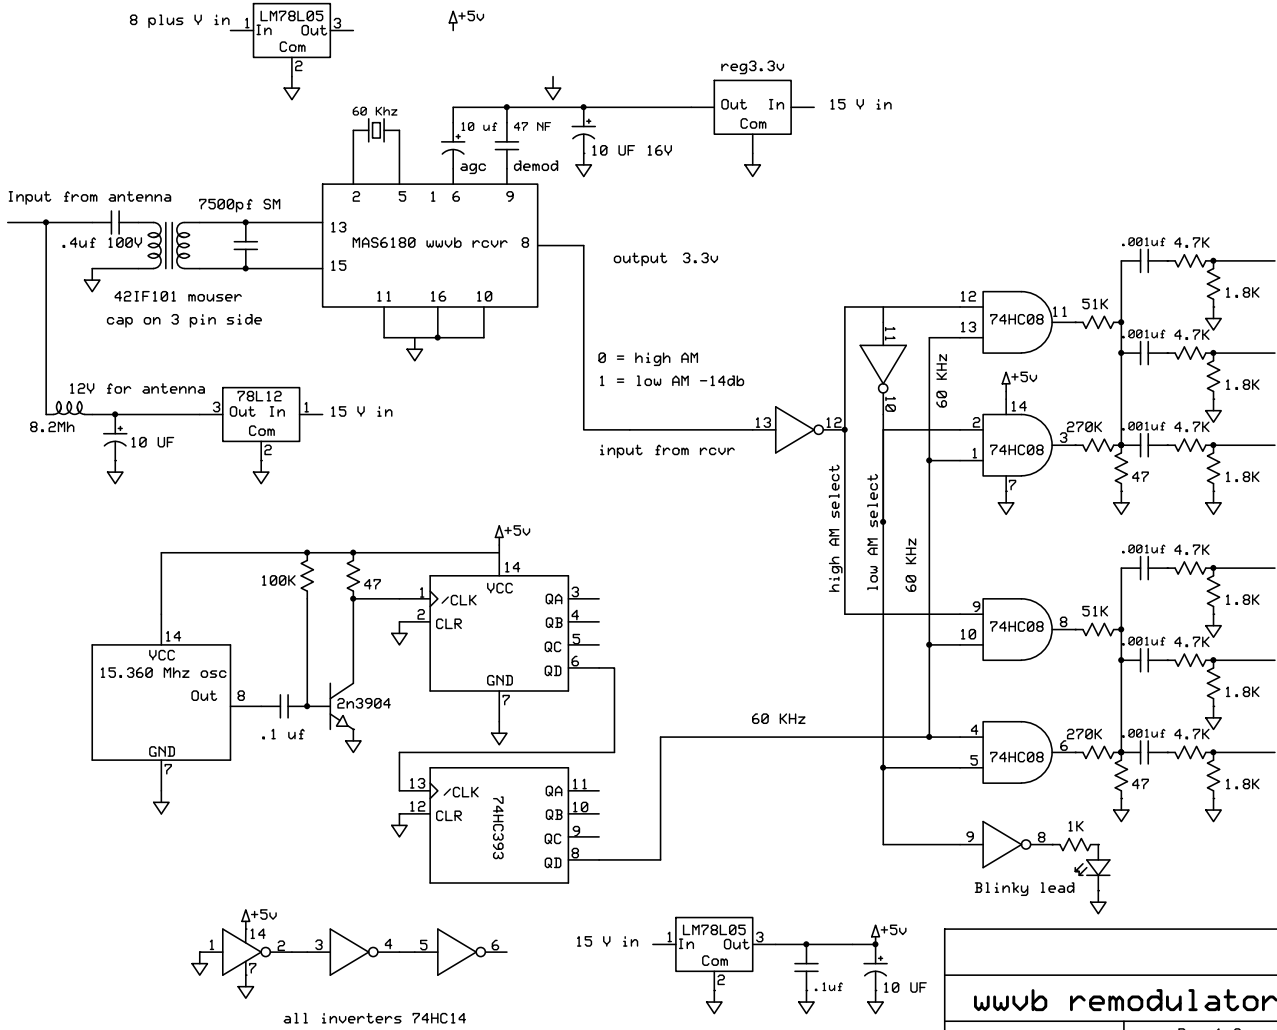 8 plus V in
1
LM78L05
3
In Out
Com
2
+5v
reg3.3v
Out In
Com
15 V in
60 Khz
10 uf
47 NF
+
+
10 UF 16V
agc
demod
2 5 1 6 9
Input from antenna
7500pf SM
.4uf 100V
13
MAS6180 wwvb rcvr 8
15
11 16 10
42IF101 mouser
cap on 3 pin side
output 3.3v
0 = high AM
1 = low AM -14db
12V for antenna
8.2Mh
+
10 UF
3
78L12
1
Out In
Com
2
15 V in
13
12
input from rcvr
11
10
high AM select
low AM select
60 KHz
60 KHz
12
13
74HC08
11
51K
+5v
14
2
1
74HC08
3
7
270K
47
.001uf 4.7K
1.8K
.001uf 4.7K
1.8K
.001uf 4.7K
1.8K
+5v
14
100K
47
1
/CLK
2
CLR
VCC
QA 3
QB 4
QC 5
QD 6
GND
7
14
VCC
15.360 Mhz osc
Out
8
GND
7
.1 uf
2n3904
60 KHz
13
/CLK
12
CLR
74HC393
QA 11
QB 10
QC 9
QD 8
9
10
74HC08
8
51K
4
5
74HC08
6
270K
47
.001uf 4.7K
1.8K
.001uf 4.7K
1.8K
.001uf 4.7K
1.8K
9
8
1K
Blinky lead
+5v
14
1
2
7
3
4
5
6
all inverters 74HC14
15 V in
1
LM78L05
3
In Out
Com
2
.1uf
+5v
+
10 UF
wwvb remodulator